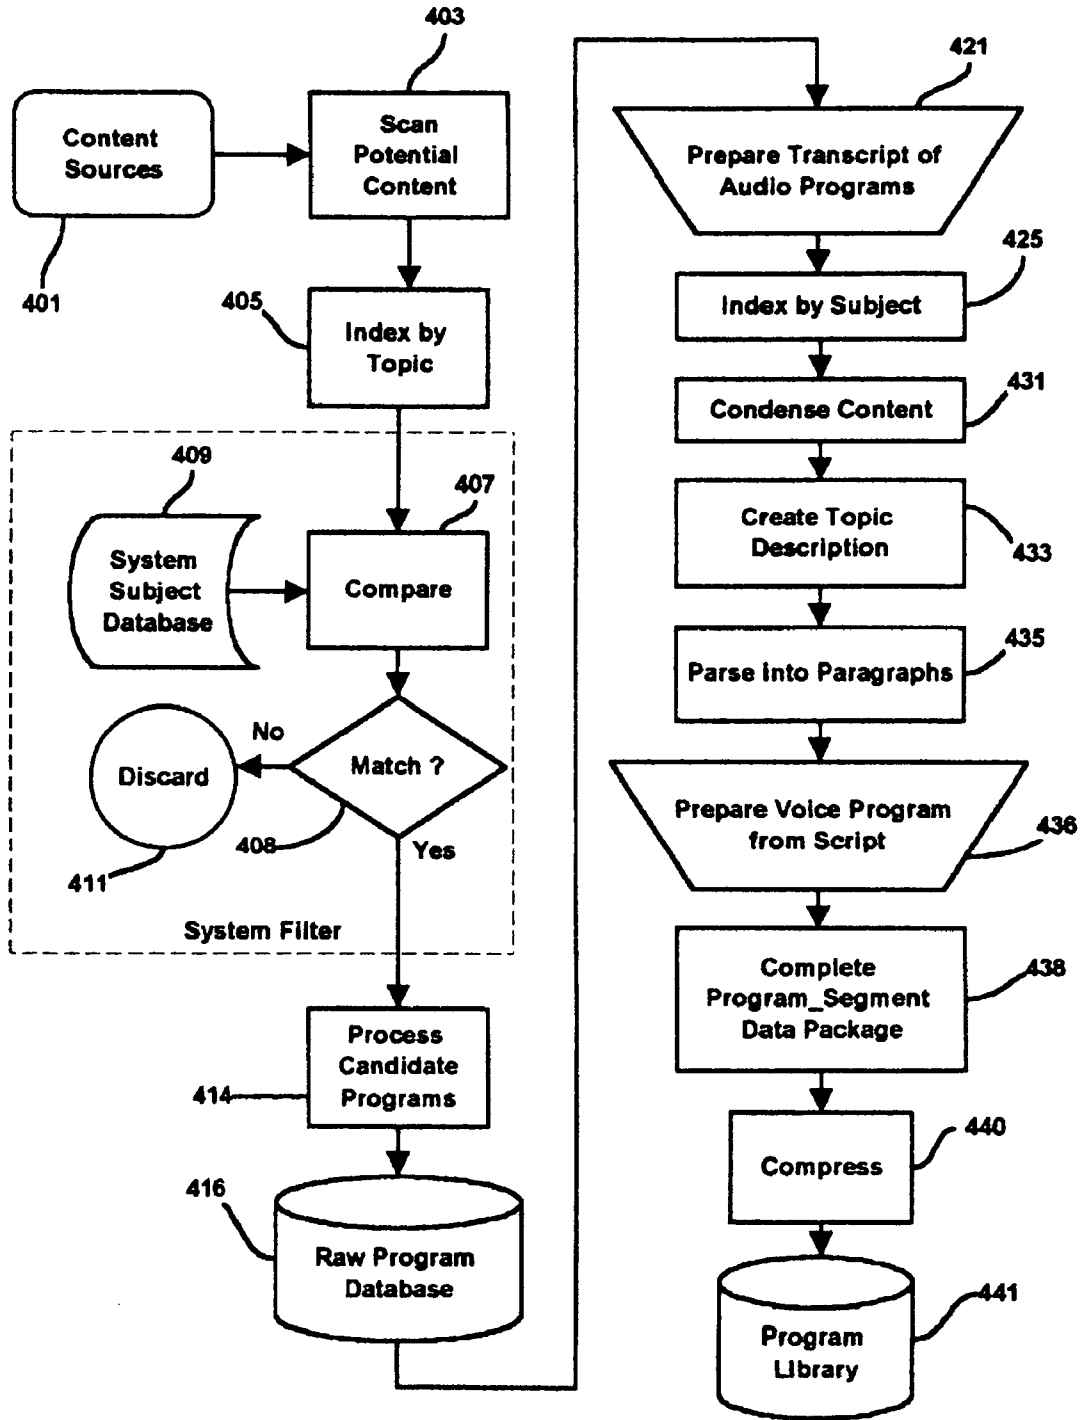 403
Content
Sources
401
Scan
Potential
Content
405
Index by
Topic
409
407
System
Subject
Database
Compare
No
Discard
Match ?
408
Yes
411
System Filter
Process
Candidate
Programs
414
416
Raw Program
Database
421
Prepare Transcript of
Audio Programs
425
Index by Subject
431
Condense Content
Create Topic
Description
433
435
Parse into Paragraphs
Prepare Voice Program
from Script
436
Complete
Program_Segment
Data Package
438
440
Compress
441
Program
Library